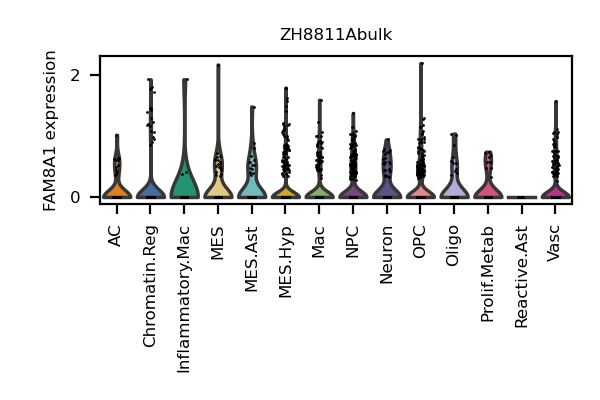 ZH8811Abulk
FAM8A1 expression
2
0
AC
Chromatin.Reg
Inflammatory.Mac
MES
MES.Ast
MES.Hyp
Mac
NPC
Neuron
OPC
Oligo
Prolif.Metab
Reactive.Ast
Vasc